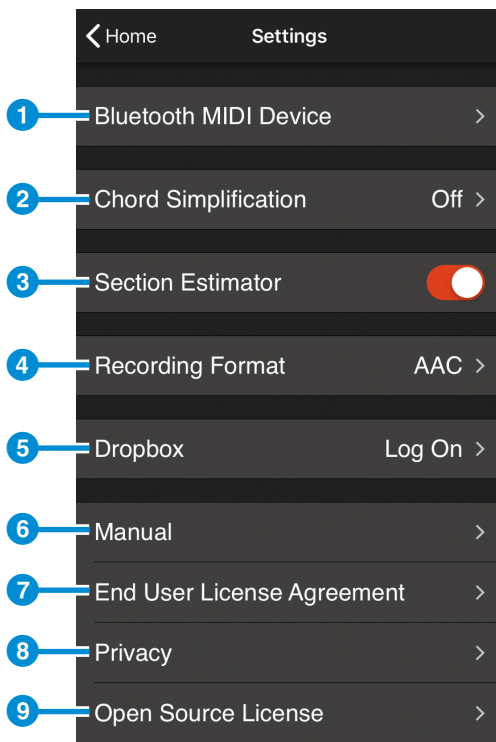 Home Settings
1 Bluetooth MIDI Device
2 Chord Simplification Off
3 Section Estimator
4 Recording Format AAC
5 Dropbox Log On
6 Manual
7 End User License Agreement
8 Privacy
9 Open Source License